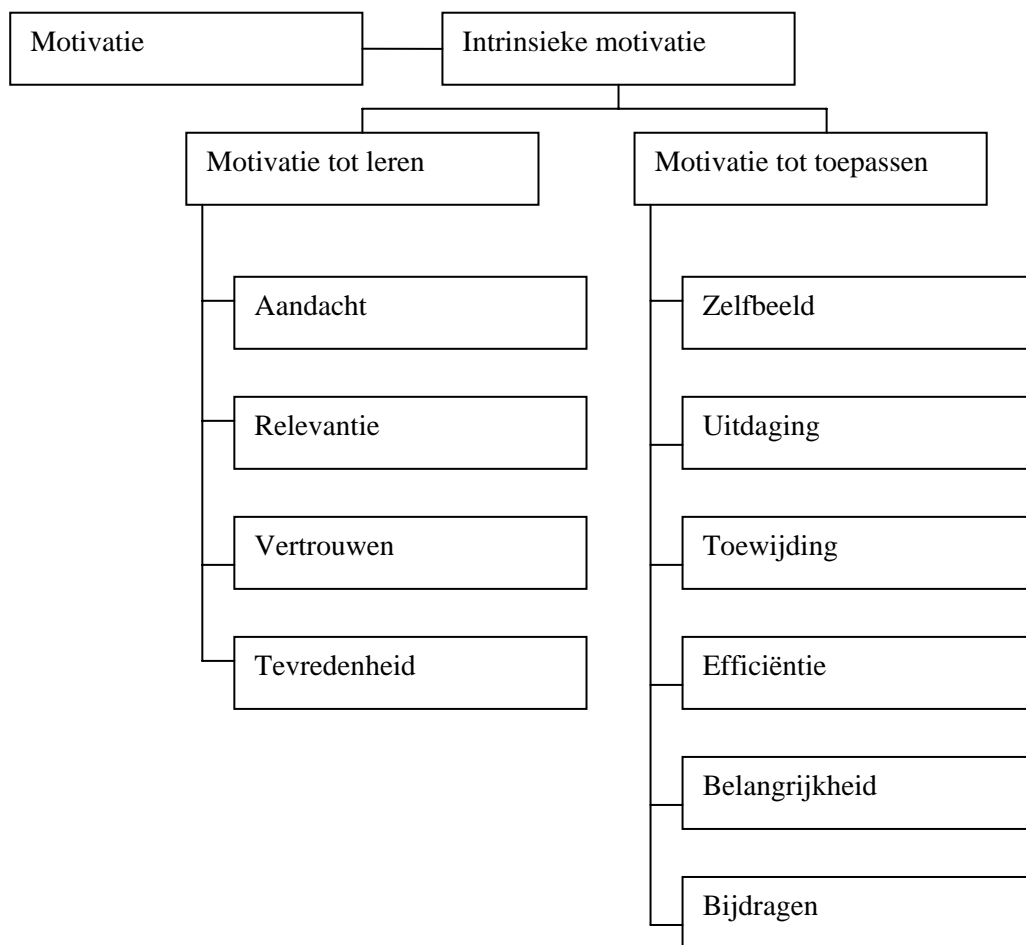 Motivatie
Intrinsieke motivatie
Motivatie tot leren
Motivatie tot toepassen
Aandacht
Relevantie
Vertrouwen
Tevredenheid
Zelfbeeld
Uitdaging
Toewijding
Efficiëntie
Belangrijkheid
Bijdragen